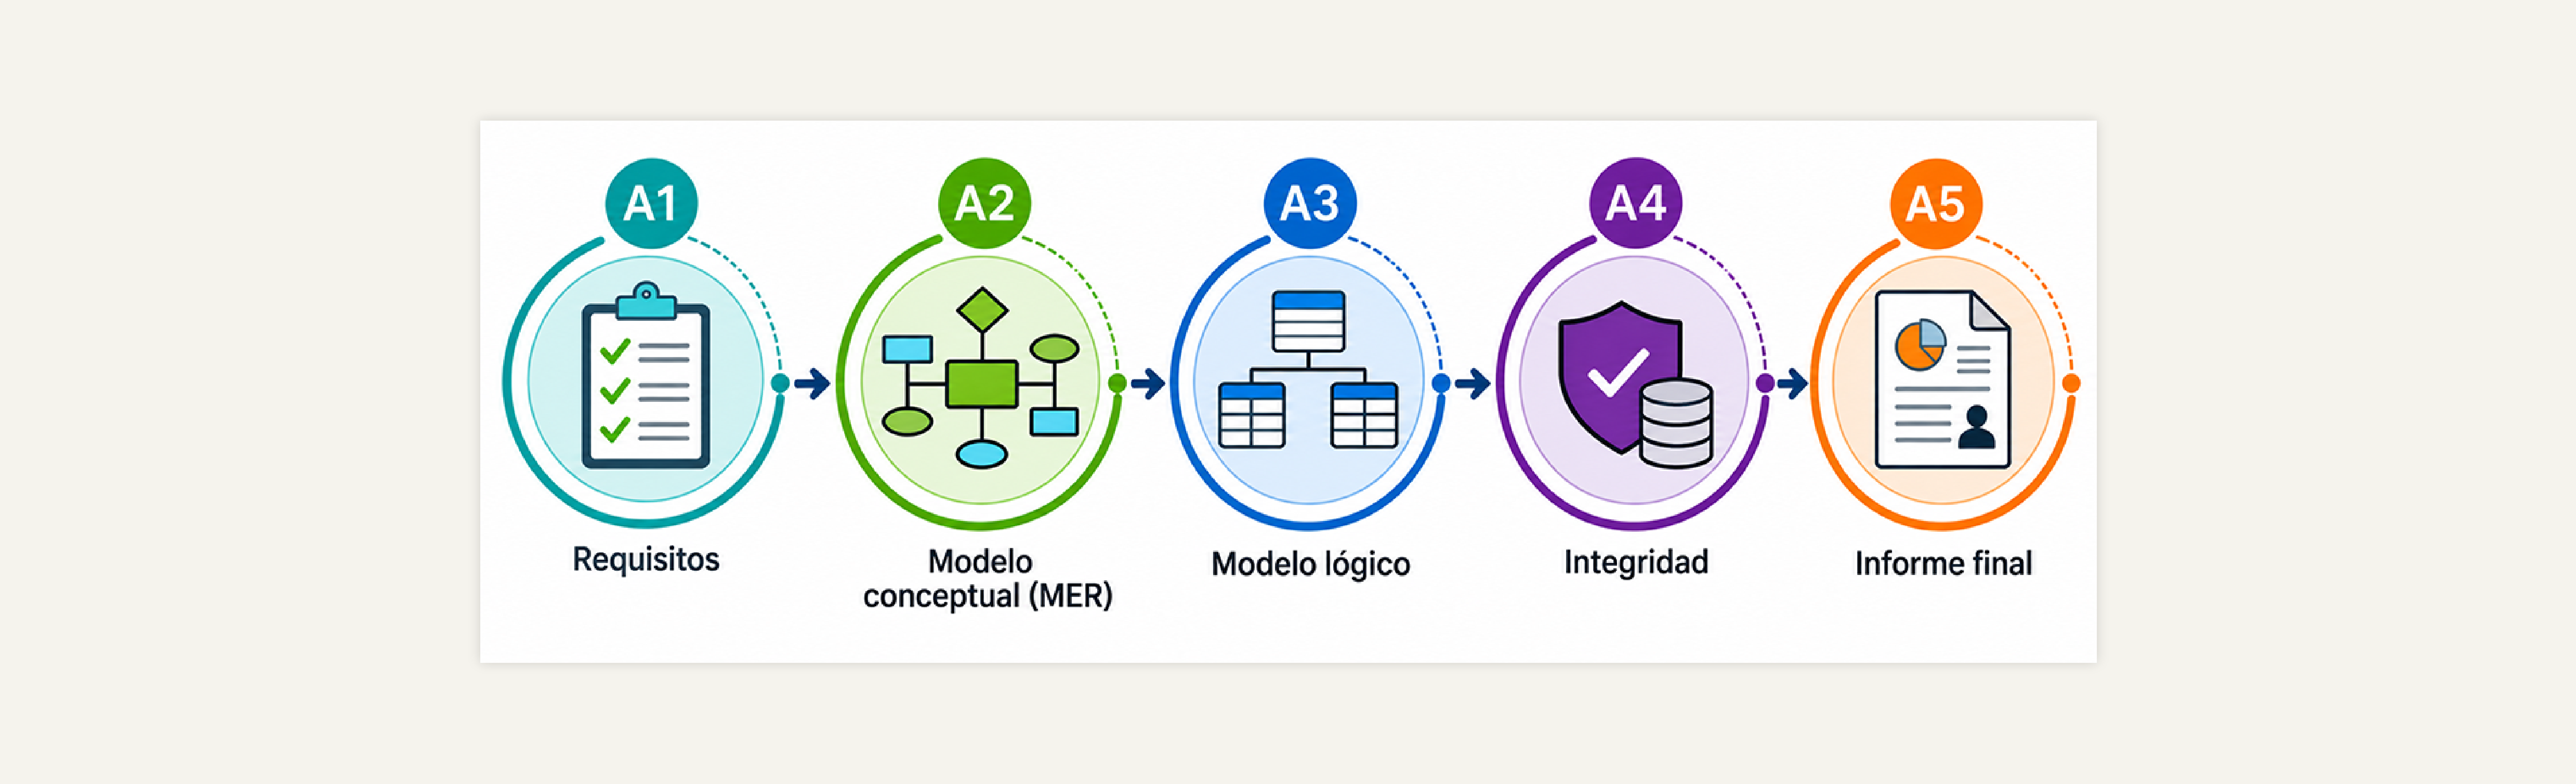 A1
A2
A3
A4
A5
Requisitos
Modelo
conceptual (MER)
Modelo lógico
Integridad
Informe final